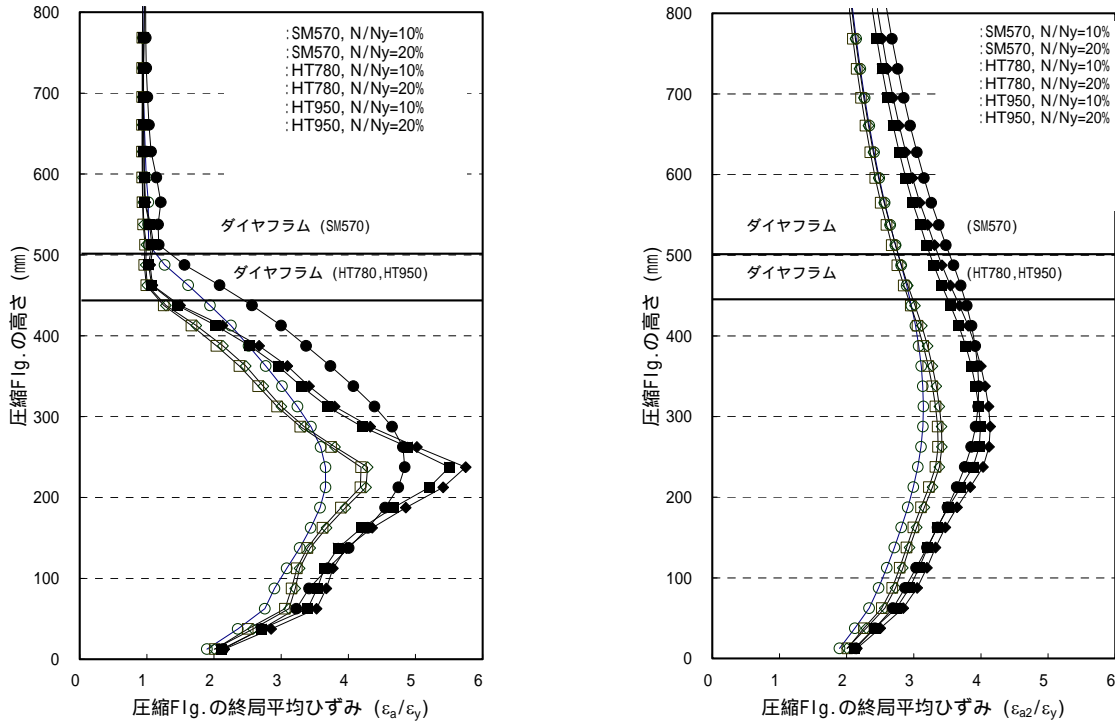 800
700
600
500
400
300
200
100
0
圧縮Flg.の高さ (mm)
:SM570, N/Ny=10%
:SM570, N/Ny=20%
:HT780, N/Ny=10%
:HT780, N/Ny=20%
:HT950, N/Ny=10%
:HT950, N/Ny=20%
ダイヤフラム (SM570)
ダイヤフラム (HT780,HT950)
0 1 2 3 4 5 6
圧縮Flg.の終局平均ひずみ (εa/εy)
800
700
600
500
400
300
200
100
0
圧縮Flg.の高さ (mm)
:SM570, N/Ny=10%
:SM570, N/Ny=20%
:HT780, N/Ny=10%
:HT780, N/Ny=20%
:HT950, N/Ny=10%
:HT950, N/Ny=20%
ダイヤフラム (SM570)
ダイヤフラム (HT780,HT950)
0 1 2 3 4 5 6
圧縮Flg.の終局平均ひずみ (εa2/εy)